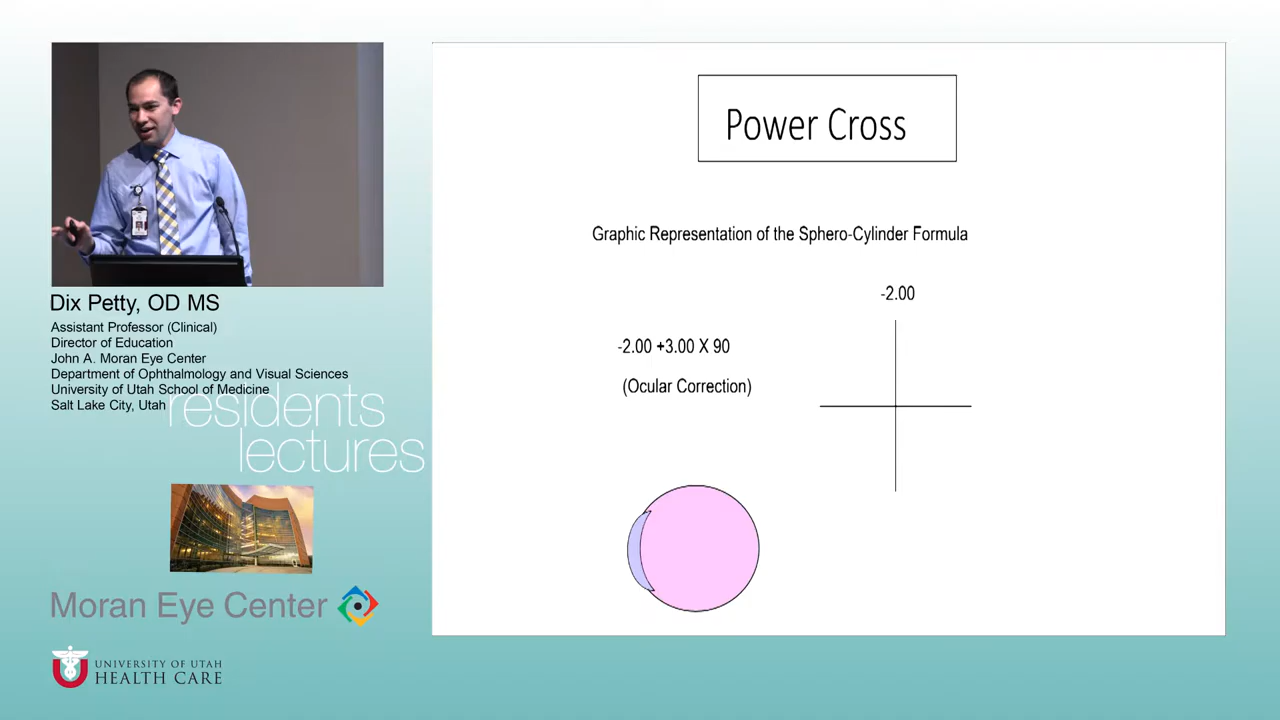 Power Cross
Graphic Representation of the Sphero-Cylinder Formula
-2.00
-2.00 +3.00 X 90
(Ocular Correction)
Dix Petty, OD MS
Assistant Professor (Clinical)
Director of Education
John A. Moran Eye Center
Department of Ophthalmology and Visual Sciences
University of Utah School of Medicine
Salt Lake City, Utah
residents
lectures
Moran Eye Center
UNIVERSITY OF UTAH
HEALTH CARE